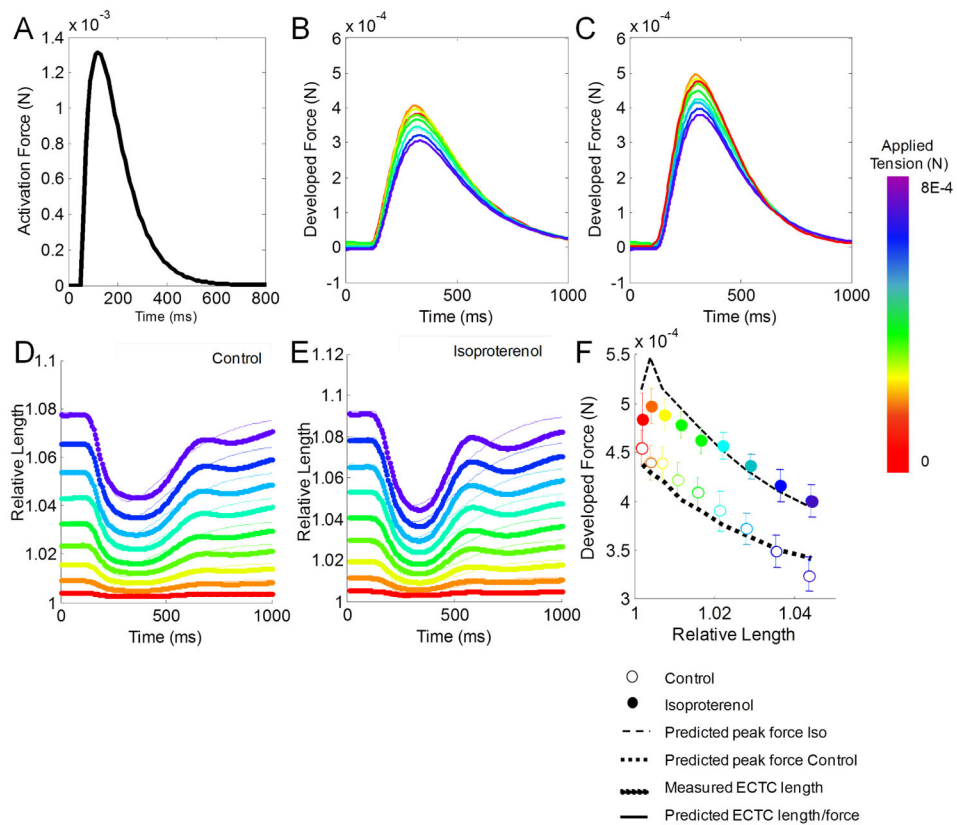 A
x 10-3
Activation Force (N)
1.4
1.2
1
0.8
0.6
0.4
0.2
0
0 200 400 600 800
Time (ms)
B
x 10-4
Developed Force (N)
6
5
4
3
2
1
0
-1
0 500 1000
Time (ms)
C
x 10-4
Developed Force (N)
6
5
4
3
2
1
0
-1
0 500 1000
Time (ms)
Applied
Tension (N)
8E-4
0
D
Control
Relative Length
1.1
1.08
1.06
1.04
1.02
1
0 500 1000
Time (ms)
E
Isoproterenol
Relative Length
1.12
1.1
1.08
1.06
1.04
1.02
1
0 500 1000
Time (ms)
F
x 10-4
Developed Force (N)
5.5
5
4.5
4
3.5
3
1 1.02 1.04
Relative Length
Control
Isoproterenol
Predicted peak force Iso
Predicted peak force Control
Measured ECTC length
Predicted ECTC length/force